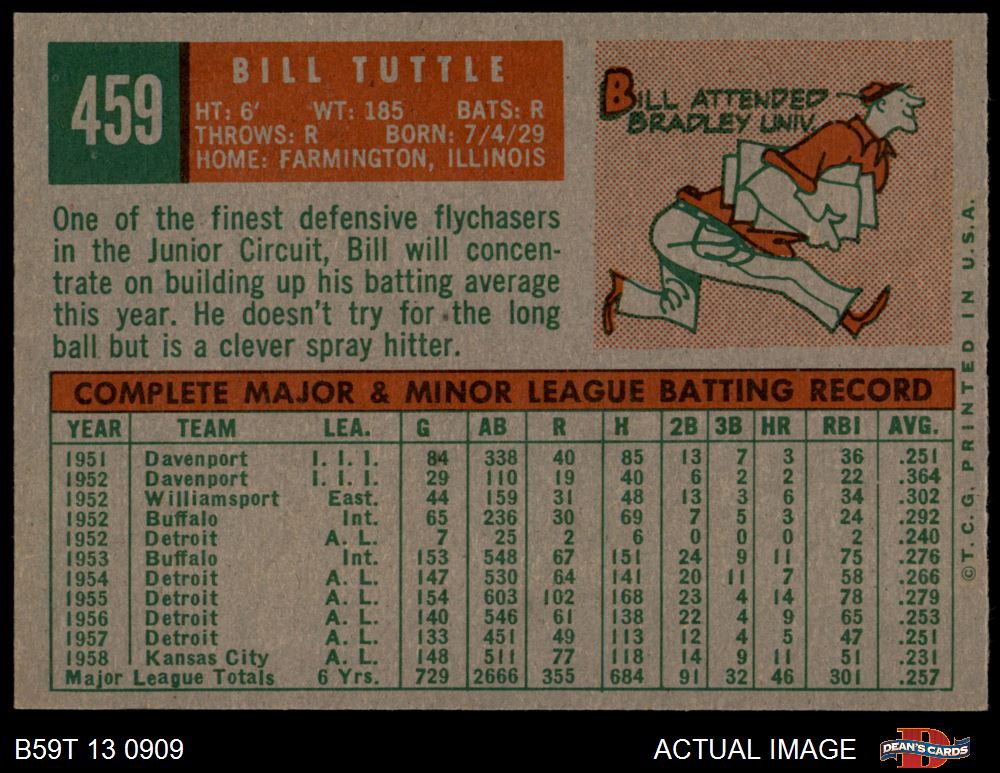 459
BILL TUTTLE
HT: 6' WT: 185 BATS: R
THROWS: R BORN: 7/4/29
HOME: FARMINGTON, ILLINOIS
BILL ATTENDED
BRADLEY UNIV.
One of the finest defensive flychasers
in the Junior Circuit, Bill will concen-
trate on building up his batting average
this year. He doesn't try for the long
ball but is a clever spray hitter.
COMPLETE MAJOR & MINOR LEAGUE BATTING RECORD
YEAR TEAM LEA. G AB R H 2B 3B HR RBI AVG.
1951 Davenport I. I. I. 84 338 40 85 13 7 3 36 .251
1952 Davenport I. I. I. 29 110 19 40 6 2 2 22 .364
1952 Williamsport East. 44 159 31 48 13 3 6 34 .302
1952 Buffalo Int. 65 236 30 69 7 5 3 24 .292
1952 Detroit A. L. 7 25 2 6 0 0 0 2 .240
1953 Buffalo Int. 153 548 67 151 24 9 11 75 .276
1954 Detroit A. L. 147 530 64 141 20 11 7 58 .266
1955 Detroit A. L. 154 603 102 168 23 4 14 78 .279
1956 Detroit A. L. 140 546 61 138 22 4 9 65 .253
1957 Detroit A. L. 133 451 49 113 12 4 5 47 .251
1958 Kansas City A. L. 148 511 77 118 14 9 11 51 .231
Major League Totals 6 Yrs. 729 2666 355 684 91 32 46 301 .257
© T. C. G. PRINTED IN U.S.A.
B59T 13 0909
ACTUAL IMAGE
DEAN'S CARDS